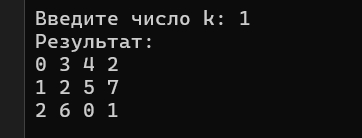 Введите число k: 1
Результат:
0 3 4 2
1 2 5 7
2 6 0 1